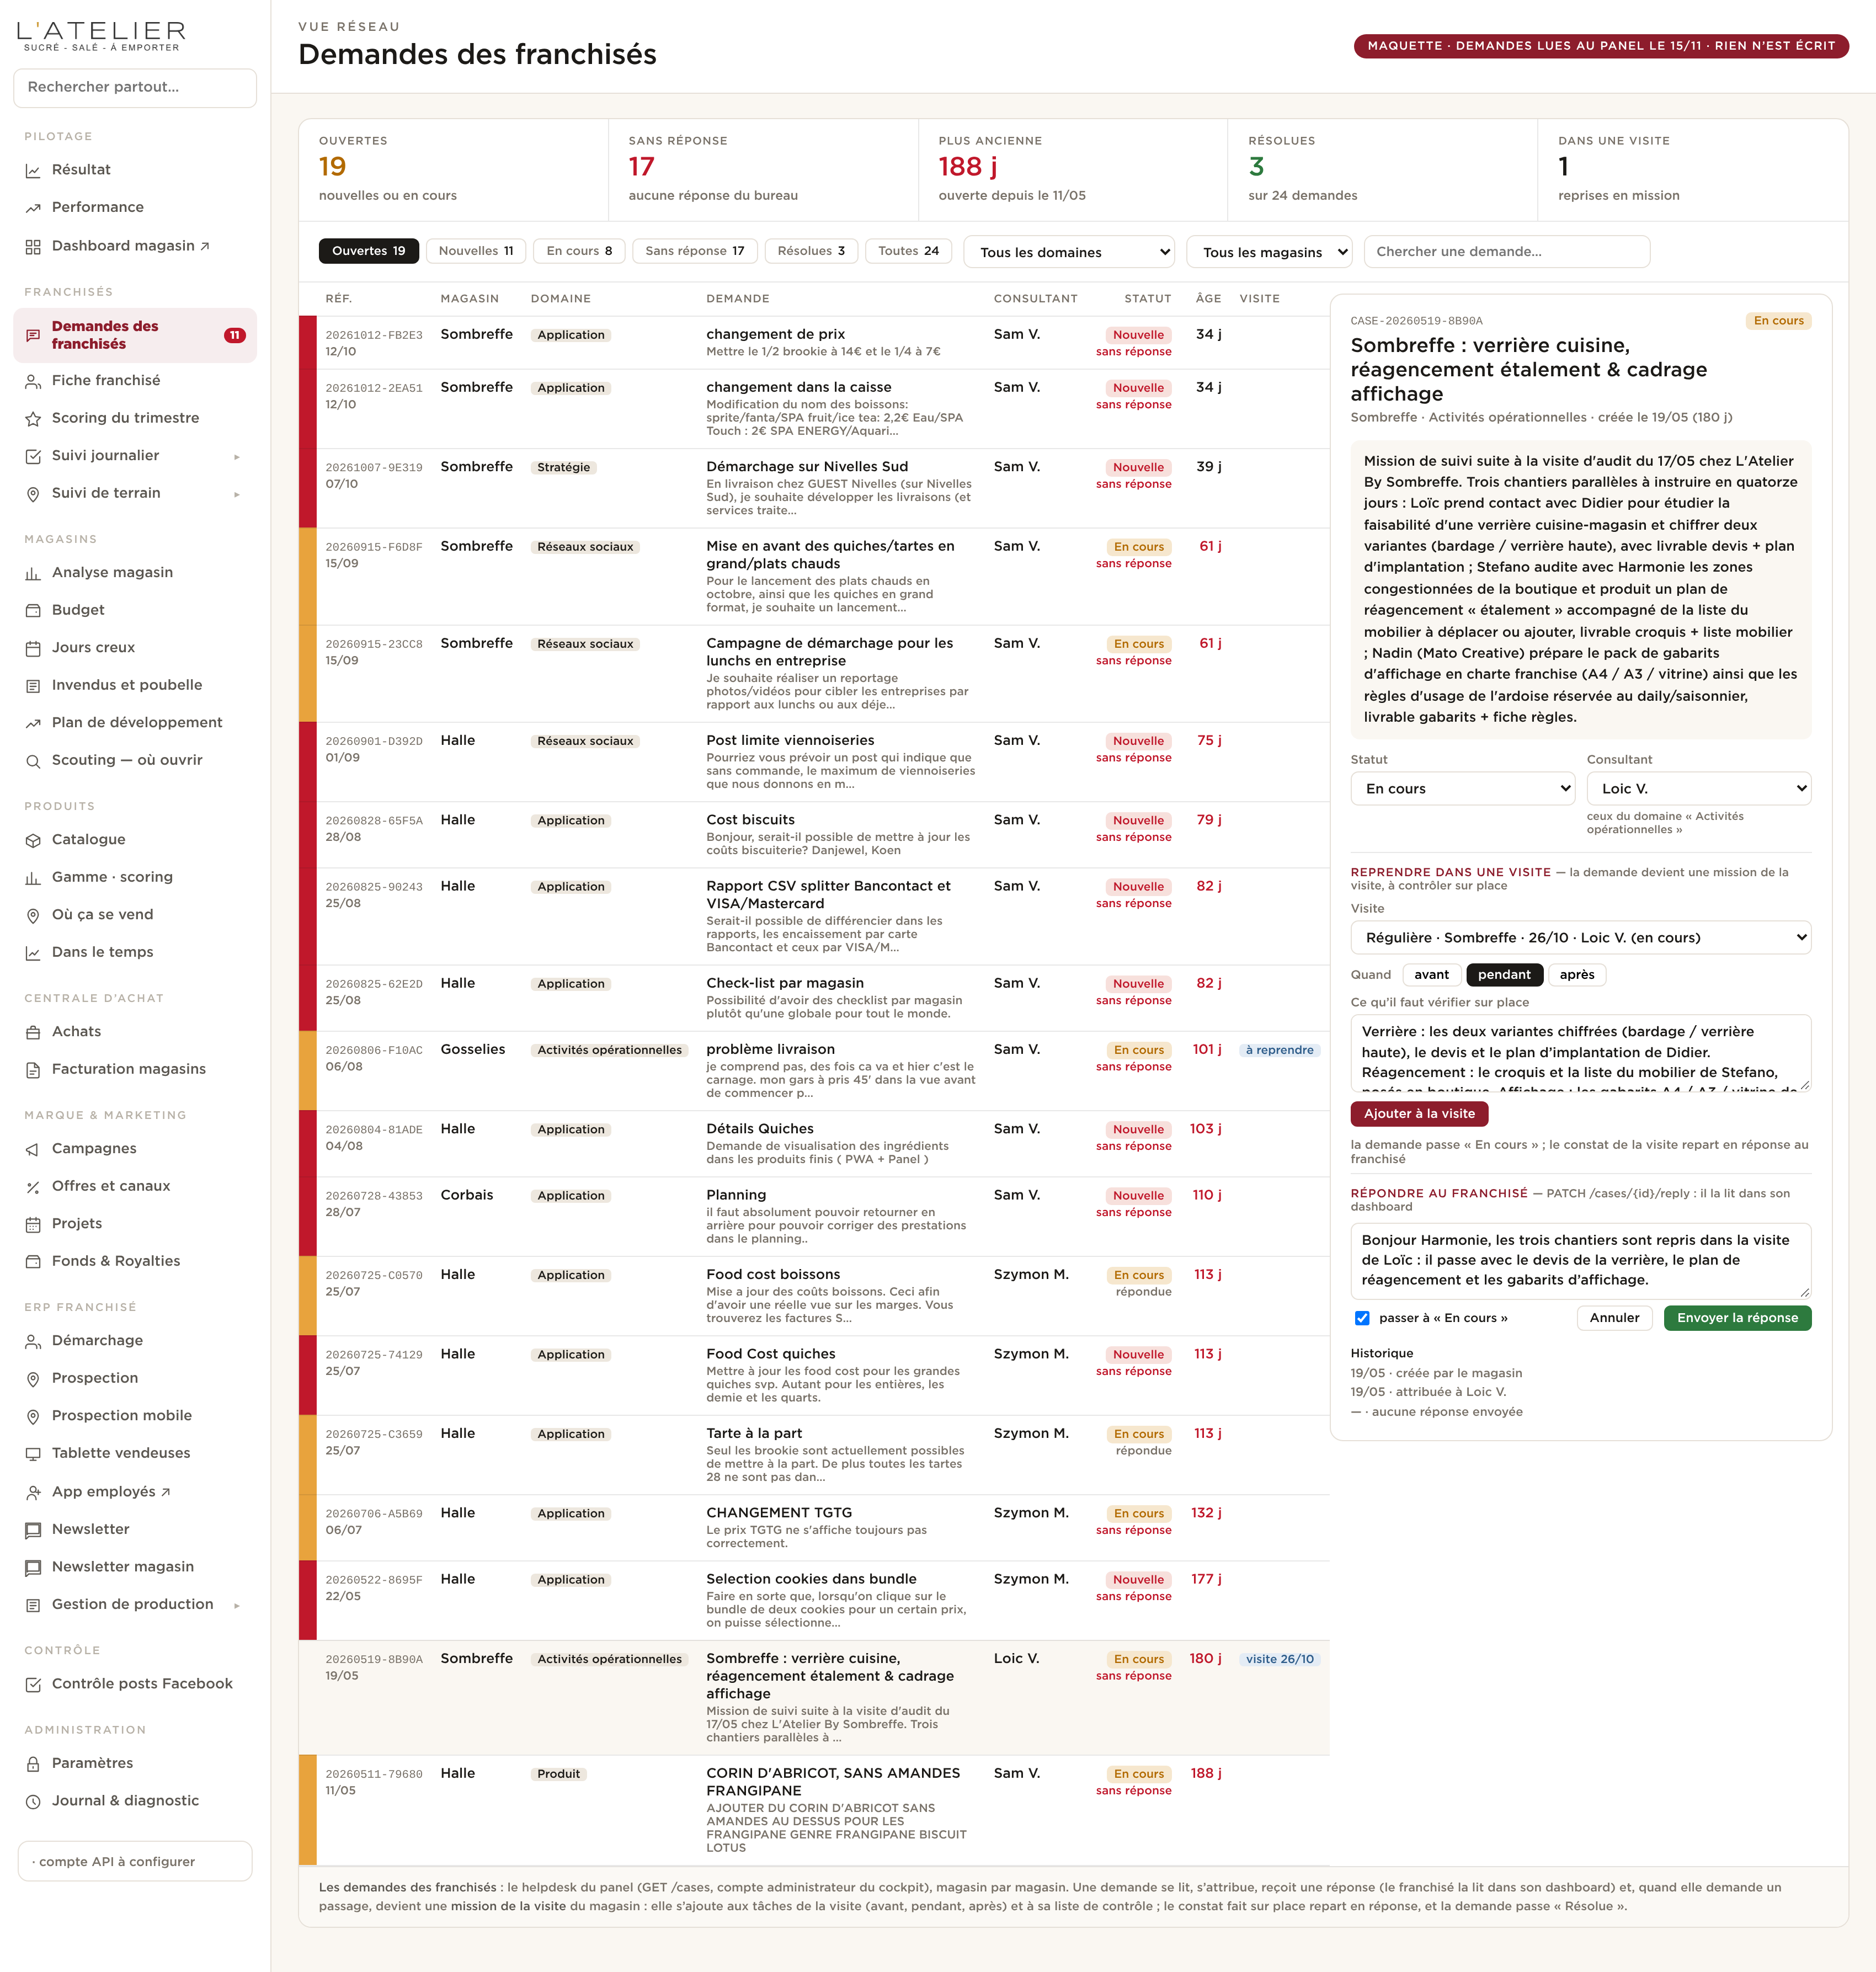 L'ATELIER
SUCRÉ - SALÉ - À EMPORTER
Rechercher partout...
PILOTAGE
Résultat
Performance
Dashboard magasin ↗
FRANCHISÉS
Demandes des
franchisés
11
Fiche franchisé
Scoring du trimestre
Suivi journalier ▸
Suivi de terrain ▸
MAGASINS
Analyse magasin
Budget
Jours creux
Invendus et poubelle
Plan de développement
Scouting — où ouvrir
PRODUITS
Catalogue
Gamme · scoring
Où ça se vend
Dans le temps
CENTRALE D'ACHAT
Achats
Facturation magasins
MARQUE & MARKETING
Campagnes
Offres et canaux
Projets
Fonds & Royalties
ERP FRANCHISÉ
Démarchage
Prospection
Prospection mobile
Tablette vendeuses
App employés ↗
Newsletter
Newsletter magasin
Gestion de production ▸
CONTRÔLE
Contrôle posts Facebook
ADMINISTRATION
Paramètres
Journal & diagnostic
· compte API à configurer
VUE RÉSEAU
Demandes des franchisés
MAQUETTE · DEMANDES LUES AU PANEL LE 15/11 · RIEN N'EST ÉCRIT
OUVERTES
19
nouvelles ou en cours
SANS RÉPONSE
17
aucune réponse du bureau
PLUS ANCIENNE
188 j
ouverte depuis le 11/05
RÉSOLUES
3
sur 24 demandes
DANS UNE VISITE
1
reprises en mission
Ouvertes 19 Nouvelles 11 En cours 8 Sans réponse 17 Résolues 3 Toutes 24 Tous les domaines Tous les magasins Chercher une demande...
RÉF. MAGASIN DOMAINE DEMANDE CONSULTANT STATUT ÂGE VISITE
20261012-FB2E3 Sombreffe Application changement de prix Sam V. Nouvelle 34 j
12/10 Mettre le 1/2 brookie à 14€ et le 1/4 à 7€ sans réponse
20261012-2EA51 Sombreffe Application changement dans la caisse Sam V. Nouvelle 34 j
12/10 Modification du nom des boissons: sans réponse
sprite/fanta/SPA fruit/ice tea: 2,2€ Eau/SPA
Touch : 2€ SPA ENERGY/Aquari...
20261007-9E319 Sombreffe Stratégie Démarchage sur Nivelles Sud Sam V. Nouvelle 39 j
07/10 En livraison chez GUEST Nivelles (sur Nivelles sans réponse
Sud), je souhaite développer les livraisons (et
services traite...
20260915-F6D8F Sombreffe Réseaux sociaux Mise en avant des quiches/tartes en Sam V. En cours 61 j
15/09 grand/plats chauds sans réponse
Pour le lancement des plats chauds en
octobre, ainsi que les quiches en grand
format, je souhaite un lancement...
20260915-23CC8 Sombreffe Réseaux sociaux Campagne de démarchage pour les Sam V. En cours 61 j
15/09 lunchs en entreprise sans réponse
Je souhaite réaliser un reportage
photos/vidéos pour cibler les entreprises par
rapport aux lunchs ou aux déje...
20260901-D392D Halle Réseaux sociaux Post limite viennoiseries Sam V. Nouvelle 75 j
01/09 Pourriez vous prévoir un post qui indique que sans réponse
sans commande, le maximum de viennoiseries
que nous donnons en m...
20260828-65F5A Halle Application Cost biscuits Sam V. Nouvelle 79 j
28/08 Bonjour, serait-il possible de mettre à jour les sans réponse
coûts biscuiterie? Danjewel, Koen
20260825-90243 Halle Application Rapport CSV splitter Bancontact et Sam V. Nouvelle 82 j
25/08 VISA/Mastercard sans réponse
Serait-il possible de différencier dans les
rapports, les encaissement par carte
Bancontact et ceux par VISA/M...
20260825-62E2D Halle Application Check-list par magasin Sam V. Nouvelle 82 j
25/08 Possibilité d'avoir des checklist par magasin sans réponse
plutôt qu'une globale pour tout le monde.
20260806-F10AC Gosselies Activités opérationnelles problème livraison Sam V. En cours 101 j à reprendre
06/08 je comprend pas, des fois ca va et hier c'est le sans réponse
carnage. mon gars à pris 45' dans la vue avant
de commencer p...
20260804-81ADE Halle Application Détails Quiches Sam V. Nouvelle 103 j
04/08 Demande de visualisation des ingrédients sans réponse
dans les produits finis ( PWA + Panel )
20260728-43853 Corbais Application Planning Sam V. Nouvelle 110 j
28/07 il faut absolument pouvoir retourner en sans réponse
arrière pour pouvoir corriger des prestations
dans le planning..
20260725-C0570 Halle Application Food cost boissons Szymon M. En cours 113 j
25/07 Mise a jour des coûts boissons. Ceci afin répondue
d'avoir une réelle vue sur les marges. Vous
trouverez les factures S...
20260725-74129 Halle Application Food Cost quiches Szymon M. Nouvelle 113 j
25/07 Mettre à jour les food cost pour les grandes sans réponse
quiches svp. Autant pour les entières, les
demie et les quarts.
20260725-C3659 Halle Application Tarte à la part Szymon M. En cours 113 j
25/07 Seul les brookie sont actuellement possibles répondue
de mettre à la part. De plus toutes les tartes
28 ne sont pas dan...
20260706-A5B69 Halle Application CHANGEMENT TGTG Szymon M. En cours 132 j
06/07 Le prix TGTG ne s'affiche toujours pas sans réponse
correctement.
20260522-8695F Halle Application Selection cookies dans bundle Szymon M. Nouvelle 177 j
22/05 Faire en sorte que, lorsqu'on clique sur le sans réponse
bundle de deux cookies pour un certain prix,
on puisse sélectionne...
20260519-8B90A Sombreffe Activités opérationnelles Sombreffe : verrière cuisine, Loic V. En cours 180 j visite 26/10
19/05 réagencement étalement & cadrage sans réponse
affichage
Mission de suivi suite à la visite d'audit du
17/05 chez L'Atelier By Sombreffe. Trois
chantiers parallèles à ...
20260511-79680 Halle Produit CORIN D'ABRICOT, SANS AMANDES Sam V. En cours 188 j
11/05 FRANGIPANE sans réponse
AJOUTER DU CORIN D'ABRICOT SANS
AMANDES AU DESSUS POUR LES
FRANGIPANE GENRE FRANGIPANE BISCUIT
LOTUS
CASE-20260519-8B90A En cours
Sombreffe : verrière cuisine,
réagencement étalement & cadrage
affichage
Sombreffe · Activités opérationnelles · créée le 19/05 (180 j)
Mission de suivi suite à la visite d'audit du 17/05 chez L'Atelier
By Sombreffe. Trois chantiers parallèles à instruire en quatorze
jours : Loïc prend contact avec Didier pour étudier la
faisabilité d'une verrière cuisine-magasin et chiffrer deux
variantes (bardage / verrière haute), avec livrable devis + plan
d'implantation ; Stefano audite avec Harmonie les zones
congestionnées de la boutique et produit un plan de
réagencement « étalement » accompagné de la liste du
mobilier à déplacer ou ajouter, livrable croquis + liste mobilier
; Nadin (Mato Creative) prépare le pack de gabarits
d'affichage en charte franchise (A4 / A3 / vitrine) ainsi que les
règles d'usage de l'ardoise réservée au daily/saisonnier,
livrable gabarits + fiche règles.
Statut Consultant
En cours Loic V.
ceux du domaine « Activités
opérationnelles »
REPRENDRE DANS UNE VISITE — la demande devient une mission de la
visite, à contrôler sur place
Visite
Régulière · Sombreffe · 26/10 · Loic V. (en cours)
Quand avant pendant après
Ce qu'il faut vérifier sur place
Verrière : les deux variantes chiffrées (bardage / verrière
haute), le devis et le plan d'implantation de Didier.
Réagencement : le croquis et la liste du mobilier de Stefano,
posés en boutique. Affichage : les gabarits A4 / A3 / vitrine de
Ajouter à la visite
la demande passe « En cours » ; le constat de la visite repart en réponse au
franchisé
RÉPONDRE AU FRANCHISÉ — PATCH /cases/{id}/reply : il la lit dans son
dashboard
Bonjour Harmonie, les trois chantiers sont repris dans la visite
de Loïc : il passe avec le devis de la verrière, le plan de
réagencement et les gabarits d'affichage.
passer à « En cours » Annuler Envoyer la réponse
Historique
19/05 · créée par le magasin
19/05 · attribuée à Loic V.
— · aucune réponse envoyée
Les demandes des franchisés : le helpdesk du panel (GET /cases, compte administrateur du cockpit), magasin par magasin. Une demande se lit, s'attribue, reçoit une réponse (le franchisé la lit dans son dashboard) et, quand elle demande un
passage, devient une mission de la visite du magasin : elle s'ajoute aux tâches de la visite (avant, pendant, après) et à sa liste de contrôle ; le constat fait sur place repart en réponse, et la demande passe « Résolue ».